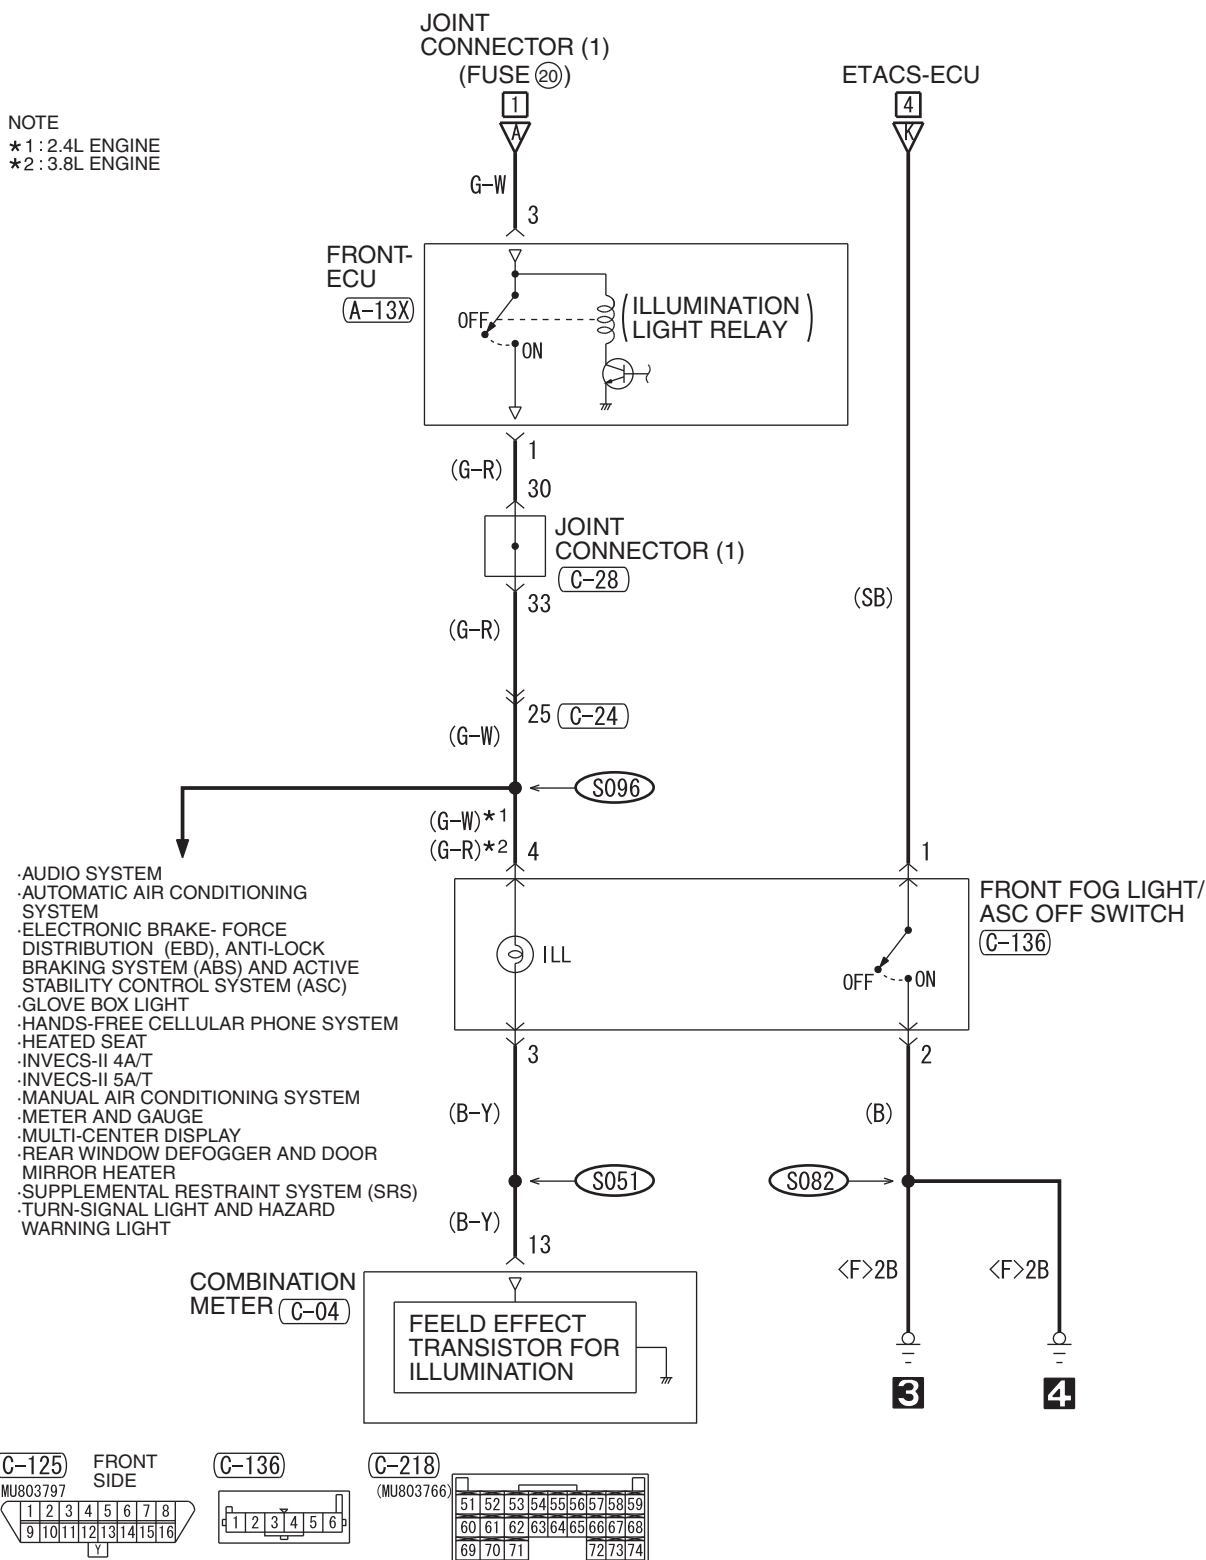 JOINT
CONNECTOR (1)
(FUSE ⑳)
1
A
ETACS-ECU
4
K
NOTE
*1 : 2.4L ENGINE
*2 : 3.8L ENGINE
G-W
3
FRONT-
ECU
A-13X
OFF
ON
(ILLUMINATION
LIGHT RELAY)
1
(G-R)
30
JOINT
CONNECTOR (1)
C-28
33
(G-R)
(SB)
25 C-24
(G-W)
S096
(G-W)*1
(G-R)*2
4
1
·AUDIO SYSTEM
·AUTOMATIC AIR CONDITIONING
SYSTEM
·ELECTRONIC BRAKE- FORCE
DISTRIBUTION (EBD), ANTI-LOCK
BRAKING SYSTEM (ABS) AND ACTIVE
STABILITY CONTROL SYSTEM (ASC)
·GLOVE BOX LIGHT
·HANDS-FREE CELLULAR PHONE SYSTEM
·HEATED SEAT
·INVECS-II 4A/T
·INVECS-II 5A/T
·MANUAL AIR CONDITIONING SYSTEM
·METER AND GAUGE
·MULTI-CENTER DISPLAY
·REAR WINDOW DEFOGGER AND DOOR
MIRROR HEATER
·SUPPLEMENTAL RESTRAINT SYSTEM (SRS)
·TURN-SIGNAL LIGHT AND HAZARD
WARNING LIGHT
FRONT FOG LIGHT/
ASC OFF SWITCH
C-136
ILL
OFF
ON
3
2
(B-Y)
(B)
S051
S082
(B-Y)
13
<F>2B
<F>2B
COMBINATION
METER C-04
FEELD EFFECT
TRANSISTOR FOR
ILLUMINATION
3
4
C-125
FRONT
SIDE
MU803797
1 2 3 4 5 6 7 8
9 10 11 12 13 14 15 16
Y
C-136
1 2 3 4 5 6
C-218
(MU803766)
51 52 53 54 55 56 57 58 59
60 61 62 63 64 65 66 67 68
69 70 71 72 73 74